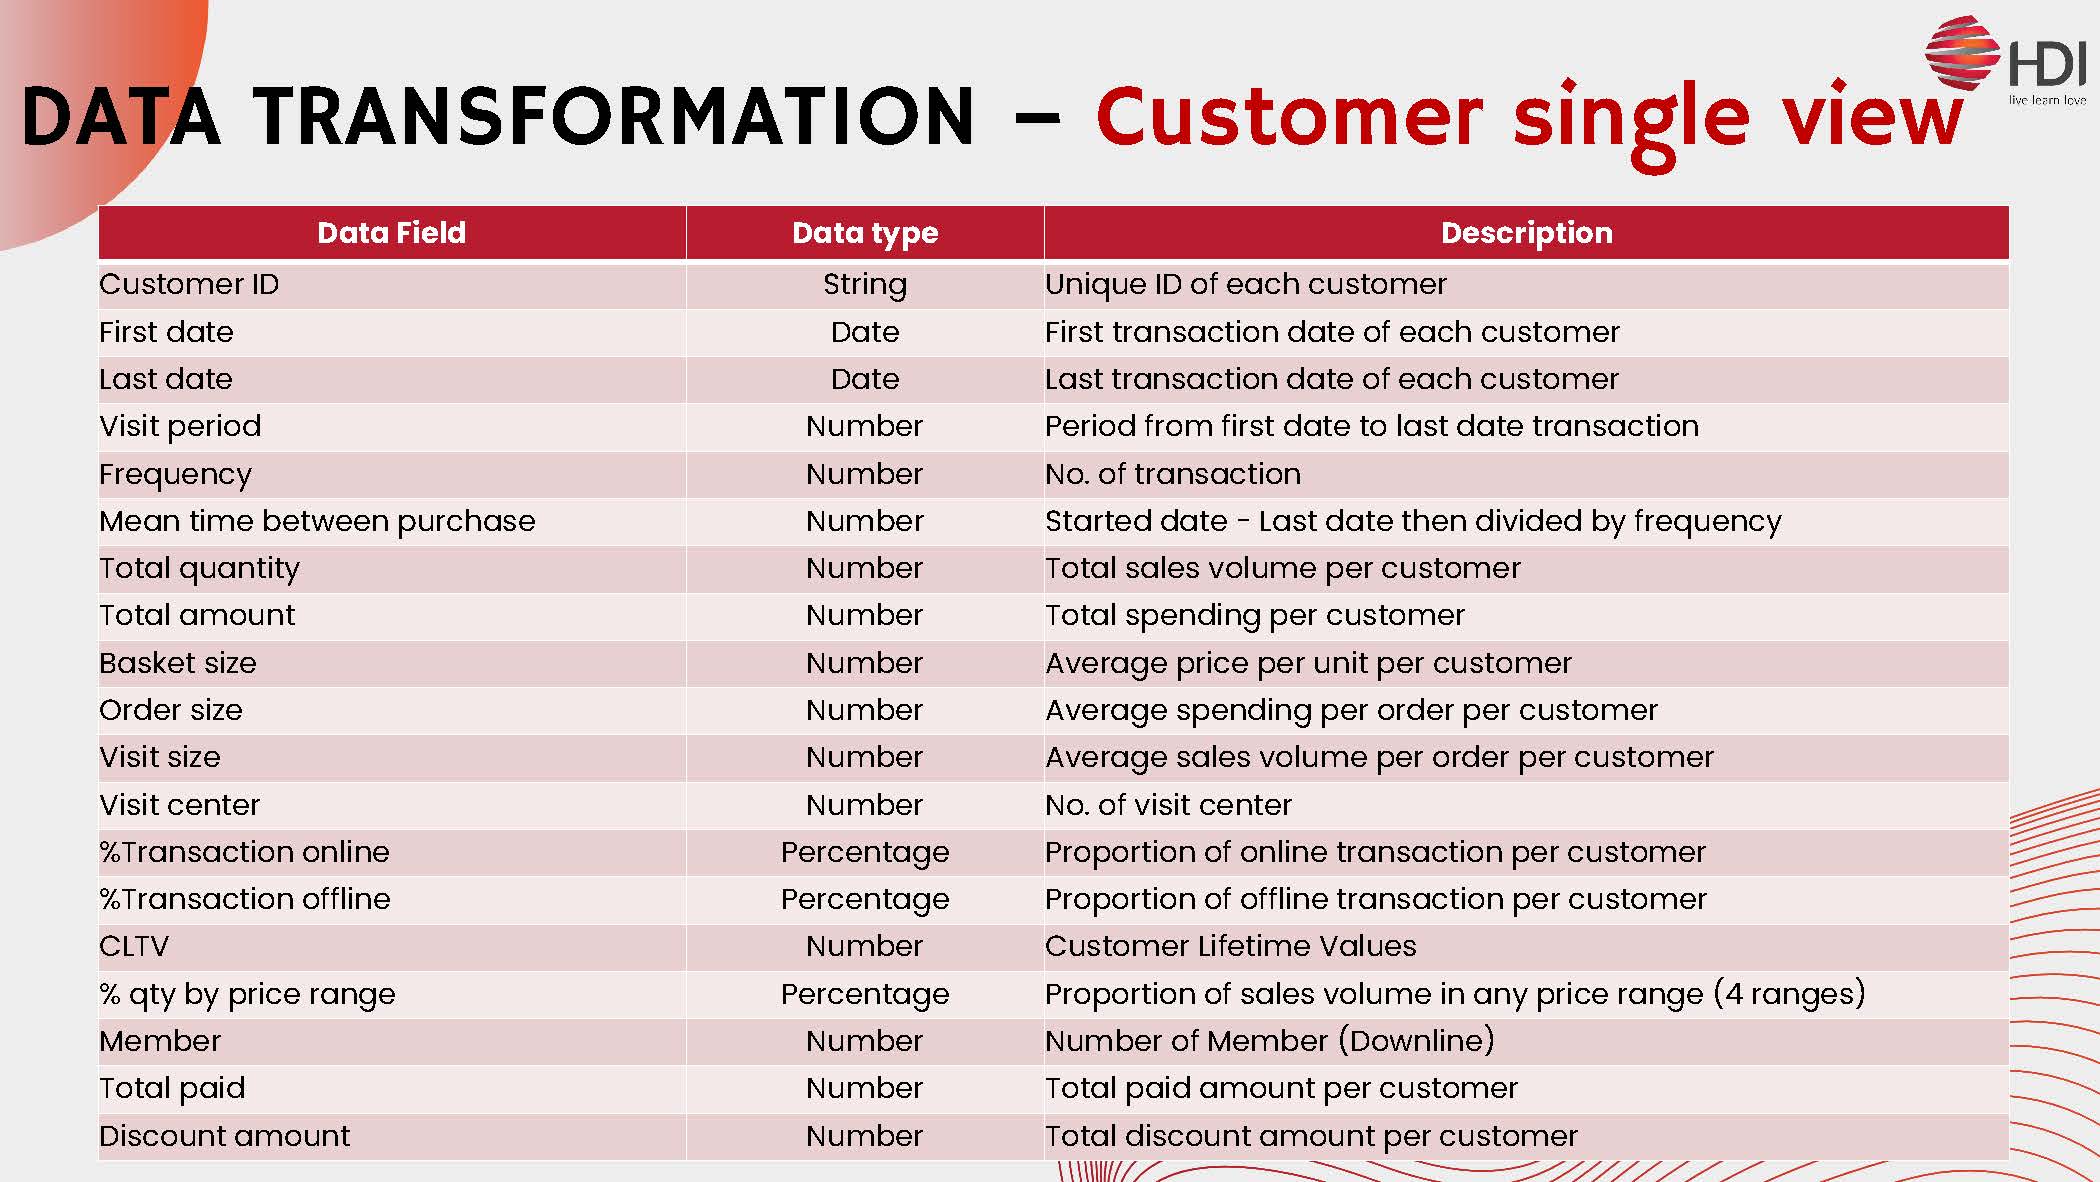 DATA TRANSFORMATION – Customer single view
HDI
live learn love
Data Field Data type Description
Customer ID String Unique ID of each customer
First date Date First transaction date of each customer
Last date Date Last transaction date of each customer
Visit period Number Period from first date to last date transaction
Frequency Number No. of transaction
Mean time between purchase Number Started date - Last date then divided by frequency
Total quantity Number Total sales volume per customer
Total amount Number Total spending per customer
Basket size Number Average price per unit per customer
Order size Number Average spending per order per customer
Visit size Number Average sales volume per order per customer
Visit center Number No. of visit center
%Transaction online Percentage Proportion of online transaction per customer
%Transaction offline Percentage Proportion of offline transaction per customer
CLTV Number Customer Lifetime Values
% qty by price range Percentage Proportion of sales volume in any price range (4 ranges)
Member Number Number of Member (Downline)
Total paid Number Total paid amount per customer
Discount amount Number Total discount amount per customer